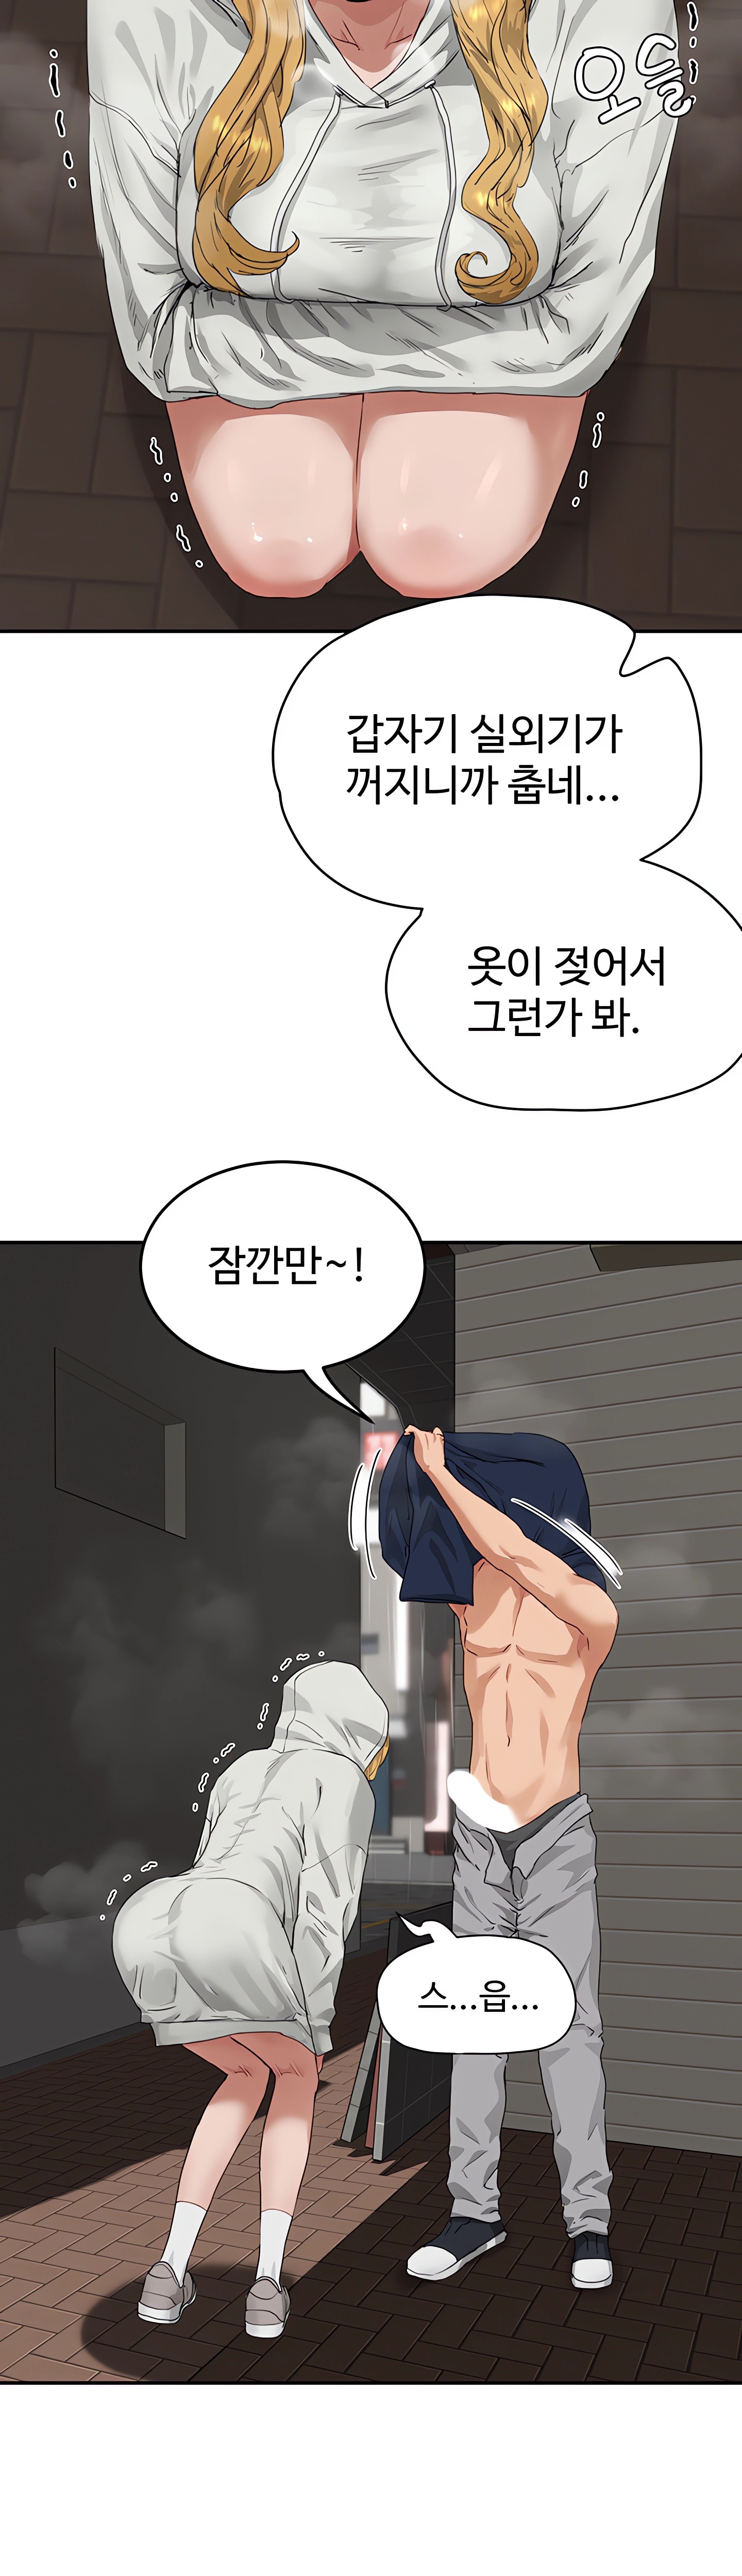 오들
갑자기 실외기가
꺼지니까 춥네...
옷이 젖어서
그런가 봐.
잠깐만~!
스...읍...